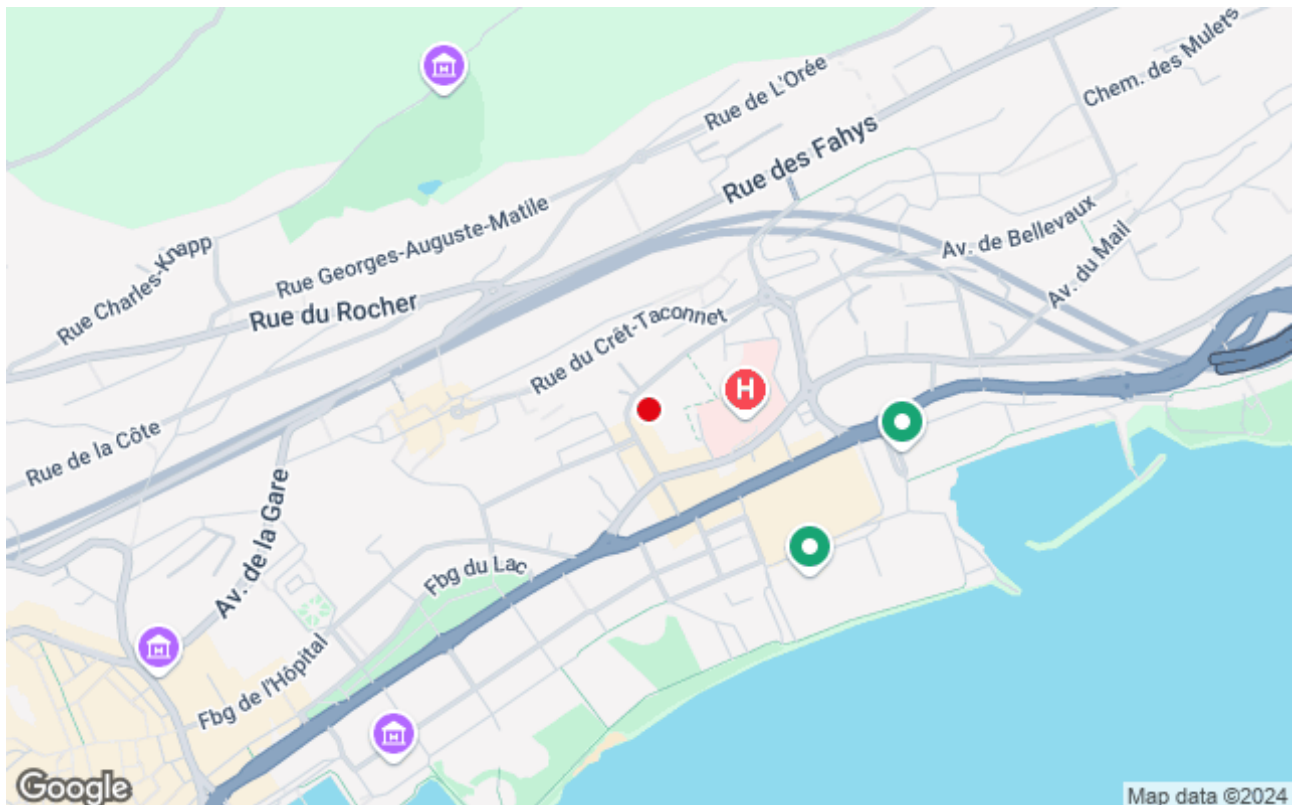 Rue de L'Orée
Chem. des Mulets
Rue des Fahys
Rue Georges-Auguste-Matile
Rue Charles-Knapp
Av. de Bellevaux
Av. du Mail
Rue du Rocher
Rue du Crêt-Taconnet
H
Rue de la Côte
Av. de la Gare
Fbg du Lac
Fbg de l'Hôpital
Google
Map data ©2024